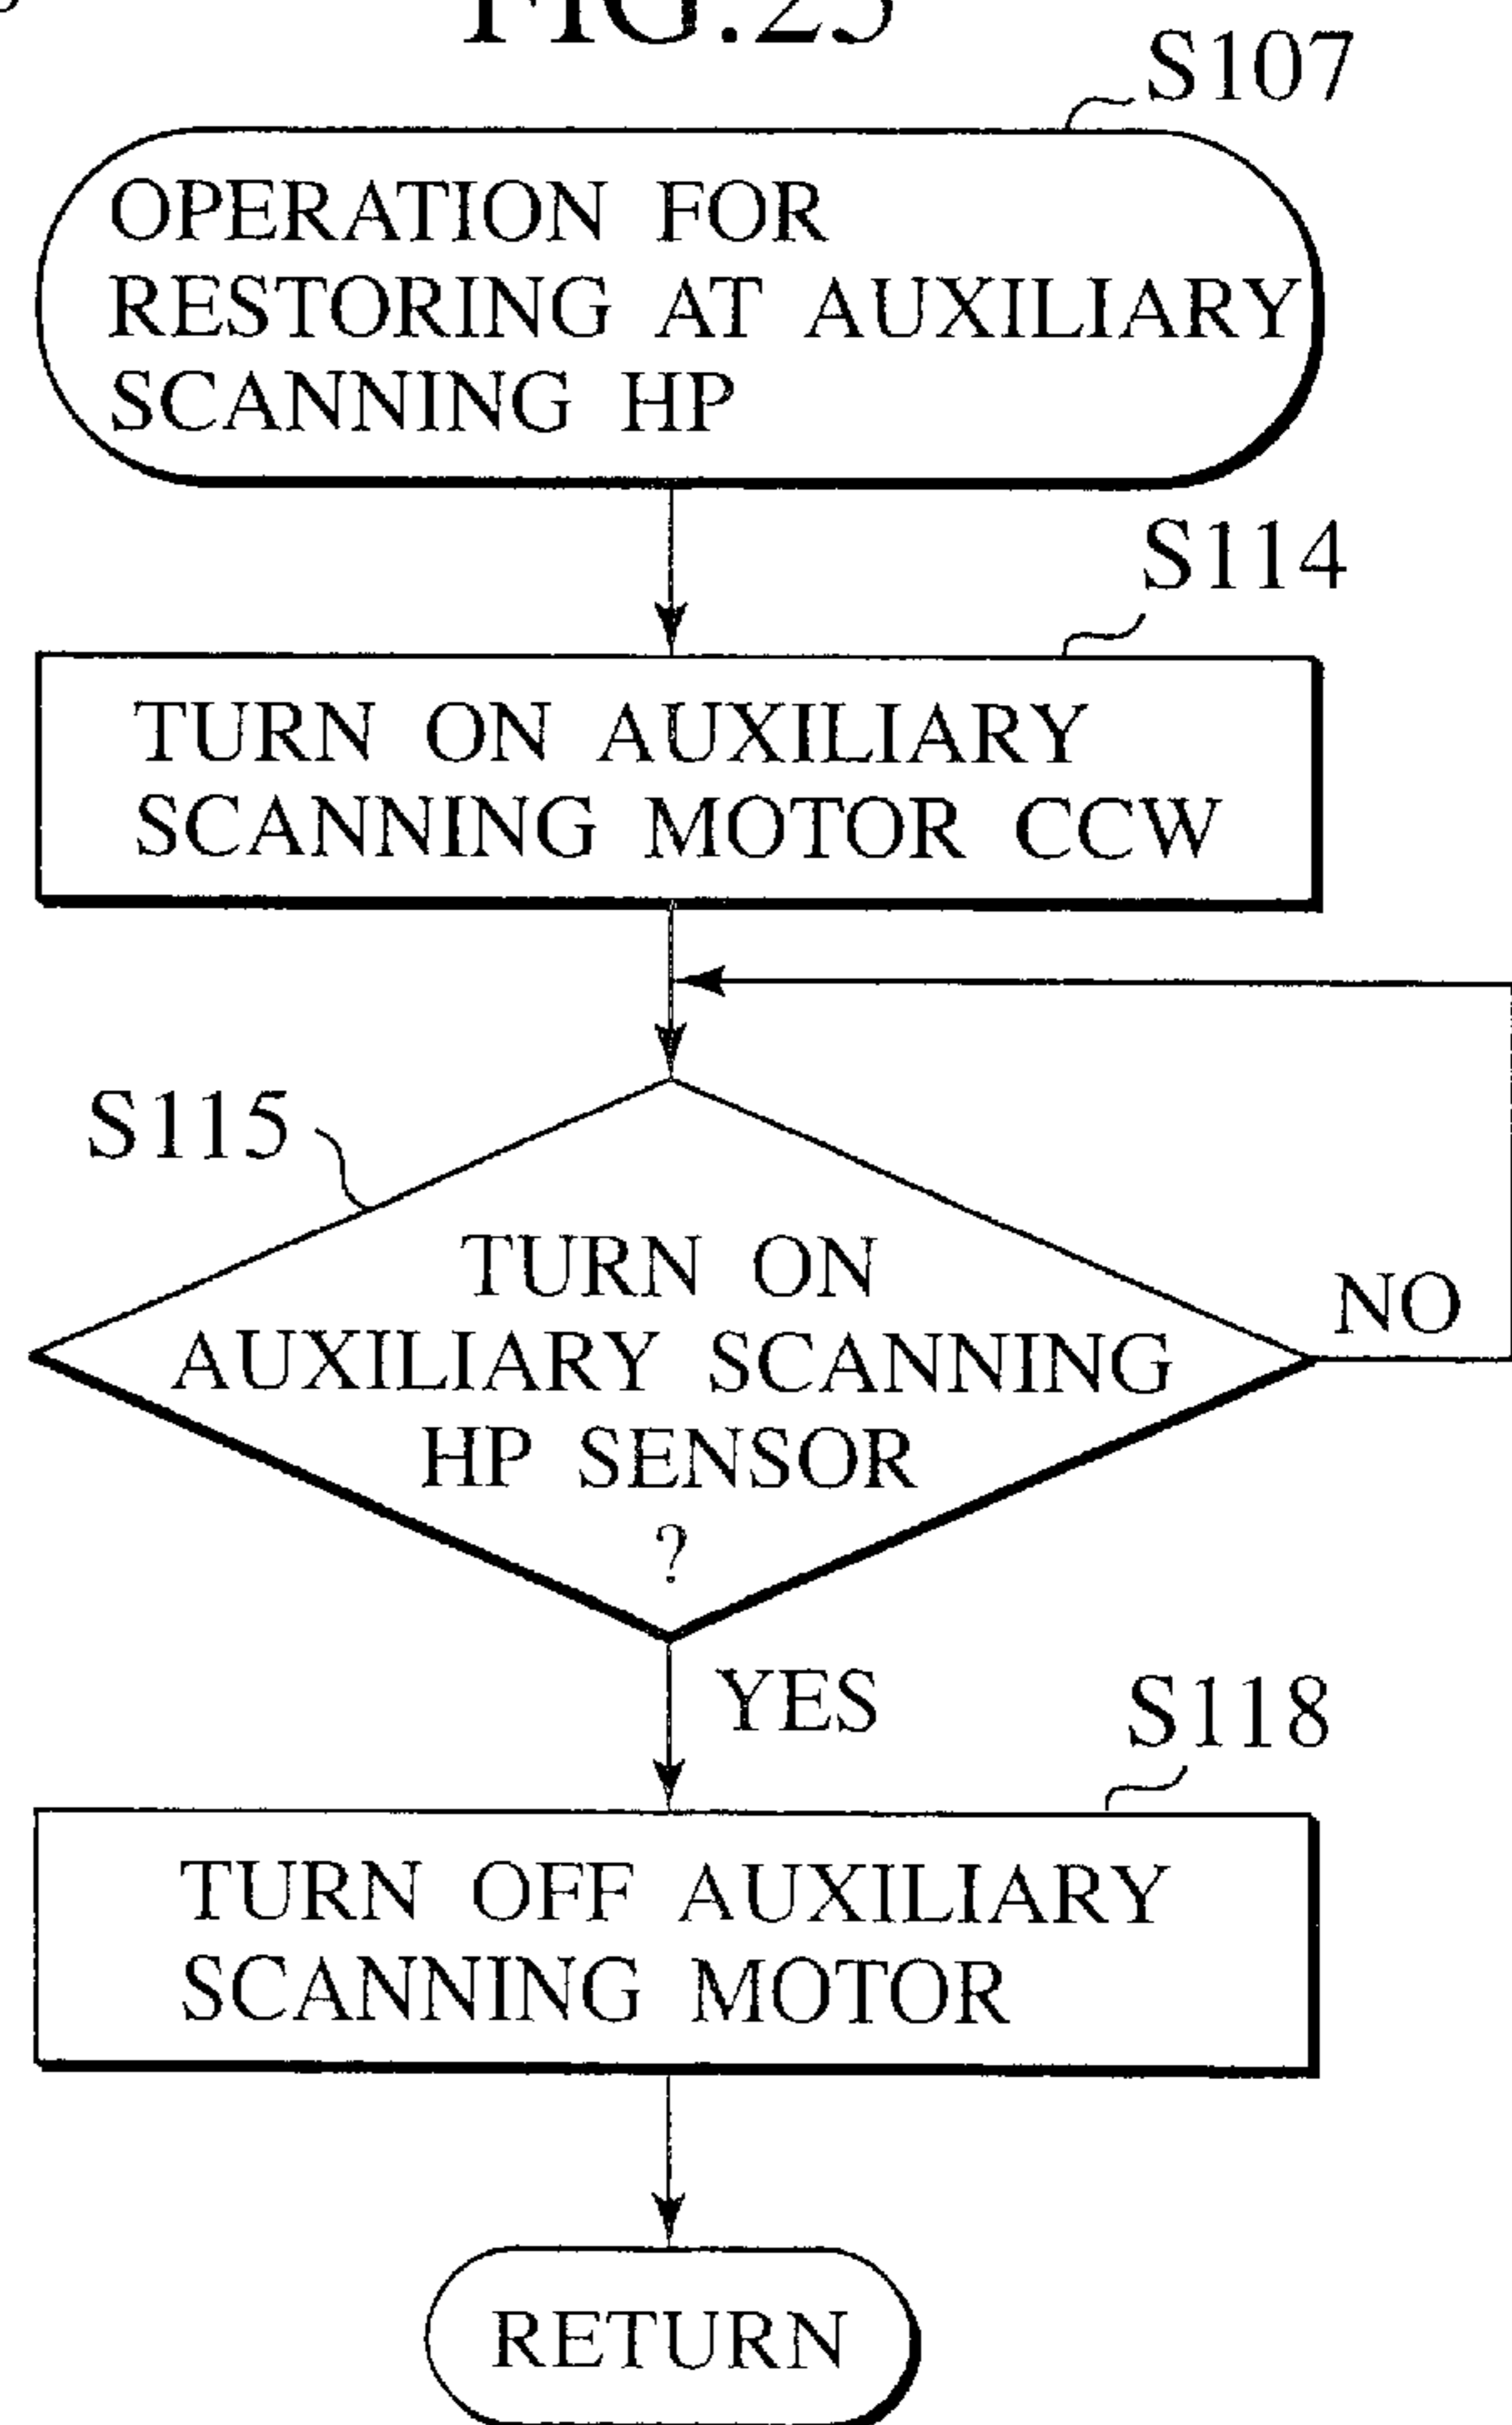 FIG.25
S107
OPERATION FOR
RESTORING AT AUXILIARY
SCANNING HP
S114
TURN ON AUXILIARY
SCANNING MOTOR CCW
S115
TURN ON
AUXILIARY SCANNING
HP SENSOR
?
NO
YES
S118
TURN OFF AUXILIARY
SCANNING MOTOR
RETURN